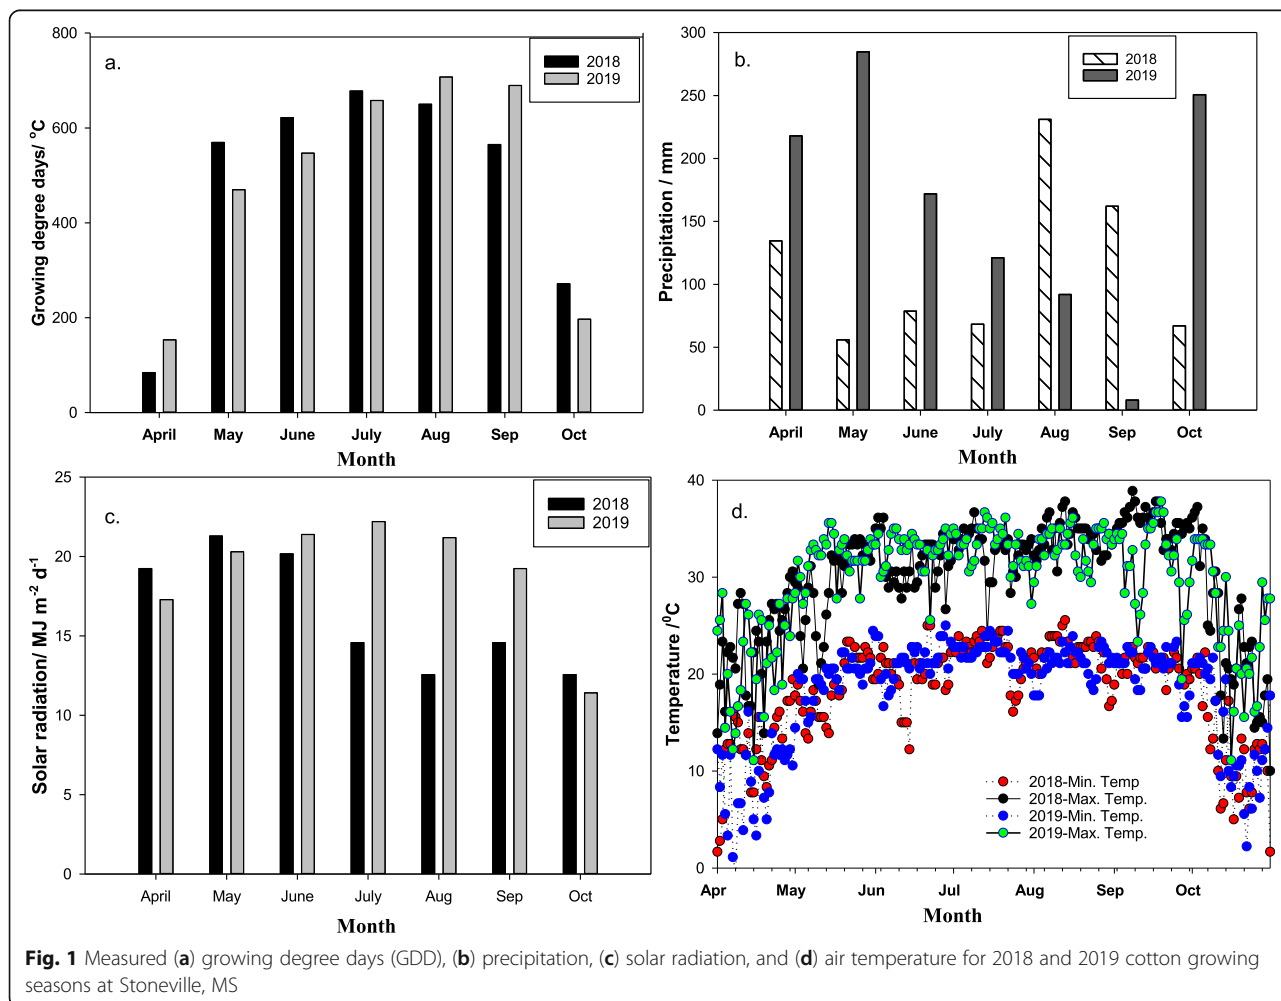 800
600
400
200
0
Growing degree days/ ⁰C
a.
2018
2019
April May June July Aug Sep Oct
Month
300
250
200
150
100
50
0
Precipitation / mm
b.
2018
2019
April May June July Aug Sep Oct
Month
25
20
15
10
5
0
Solar radiation/ MJ m⁻² d⁻¹
c.
2018
2019
April May June July Aug Sep Oct
Month
40
30
20
10
0
Temperature /⁰C
d.
2018-Min. Temp
2018-Max. Temp.
2019-Min. Temp.
2019-Max. Temp.
Apr May Jun Jul Aug Sep Oct
Month
Fig. 1 Measured (a) growing degree days (GDD), (b) precipitation, (c) solar radiation, and (d) air temperature for 2018 and 2019 cotton growing
seasons at Stoneville, MS